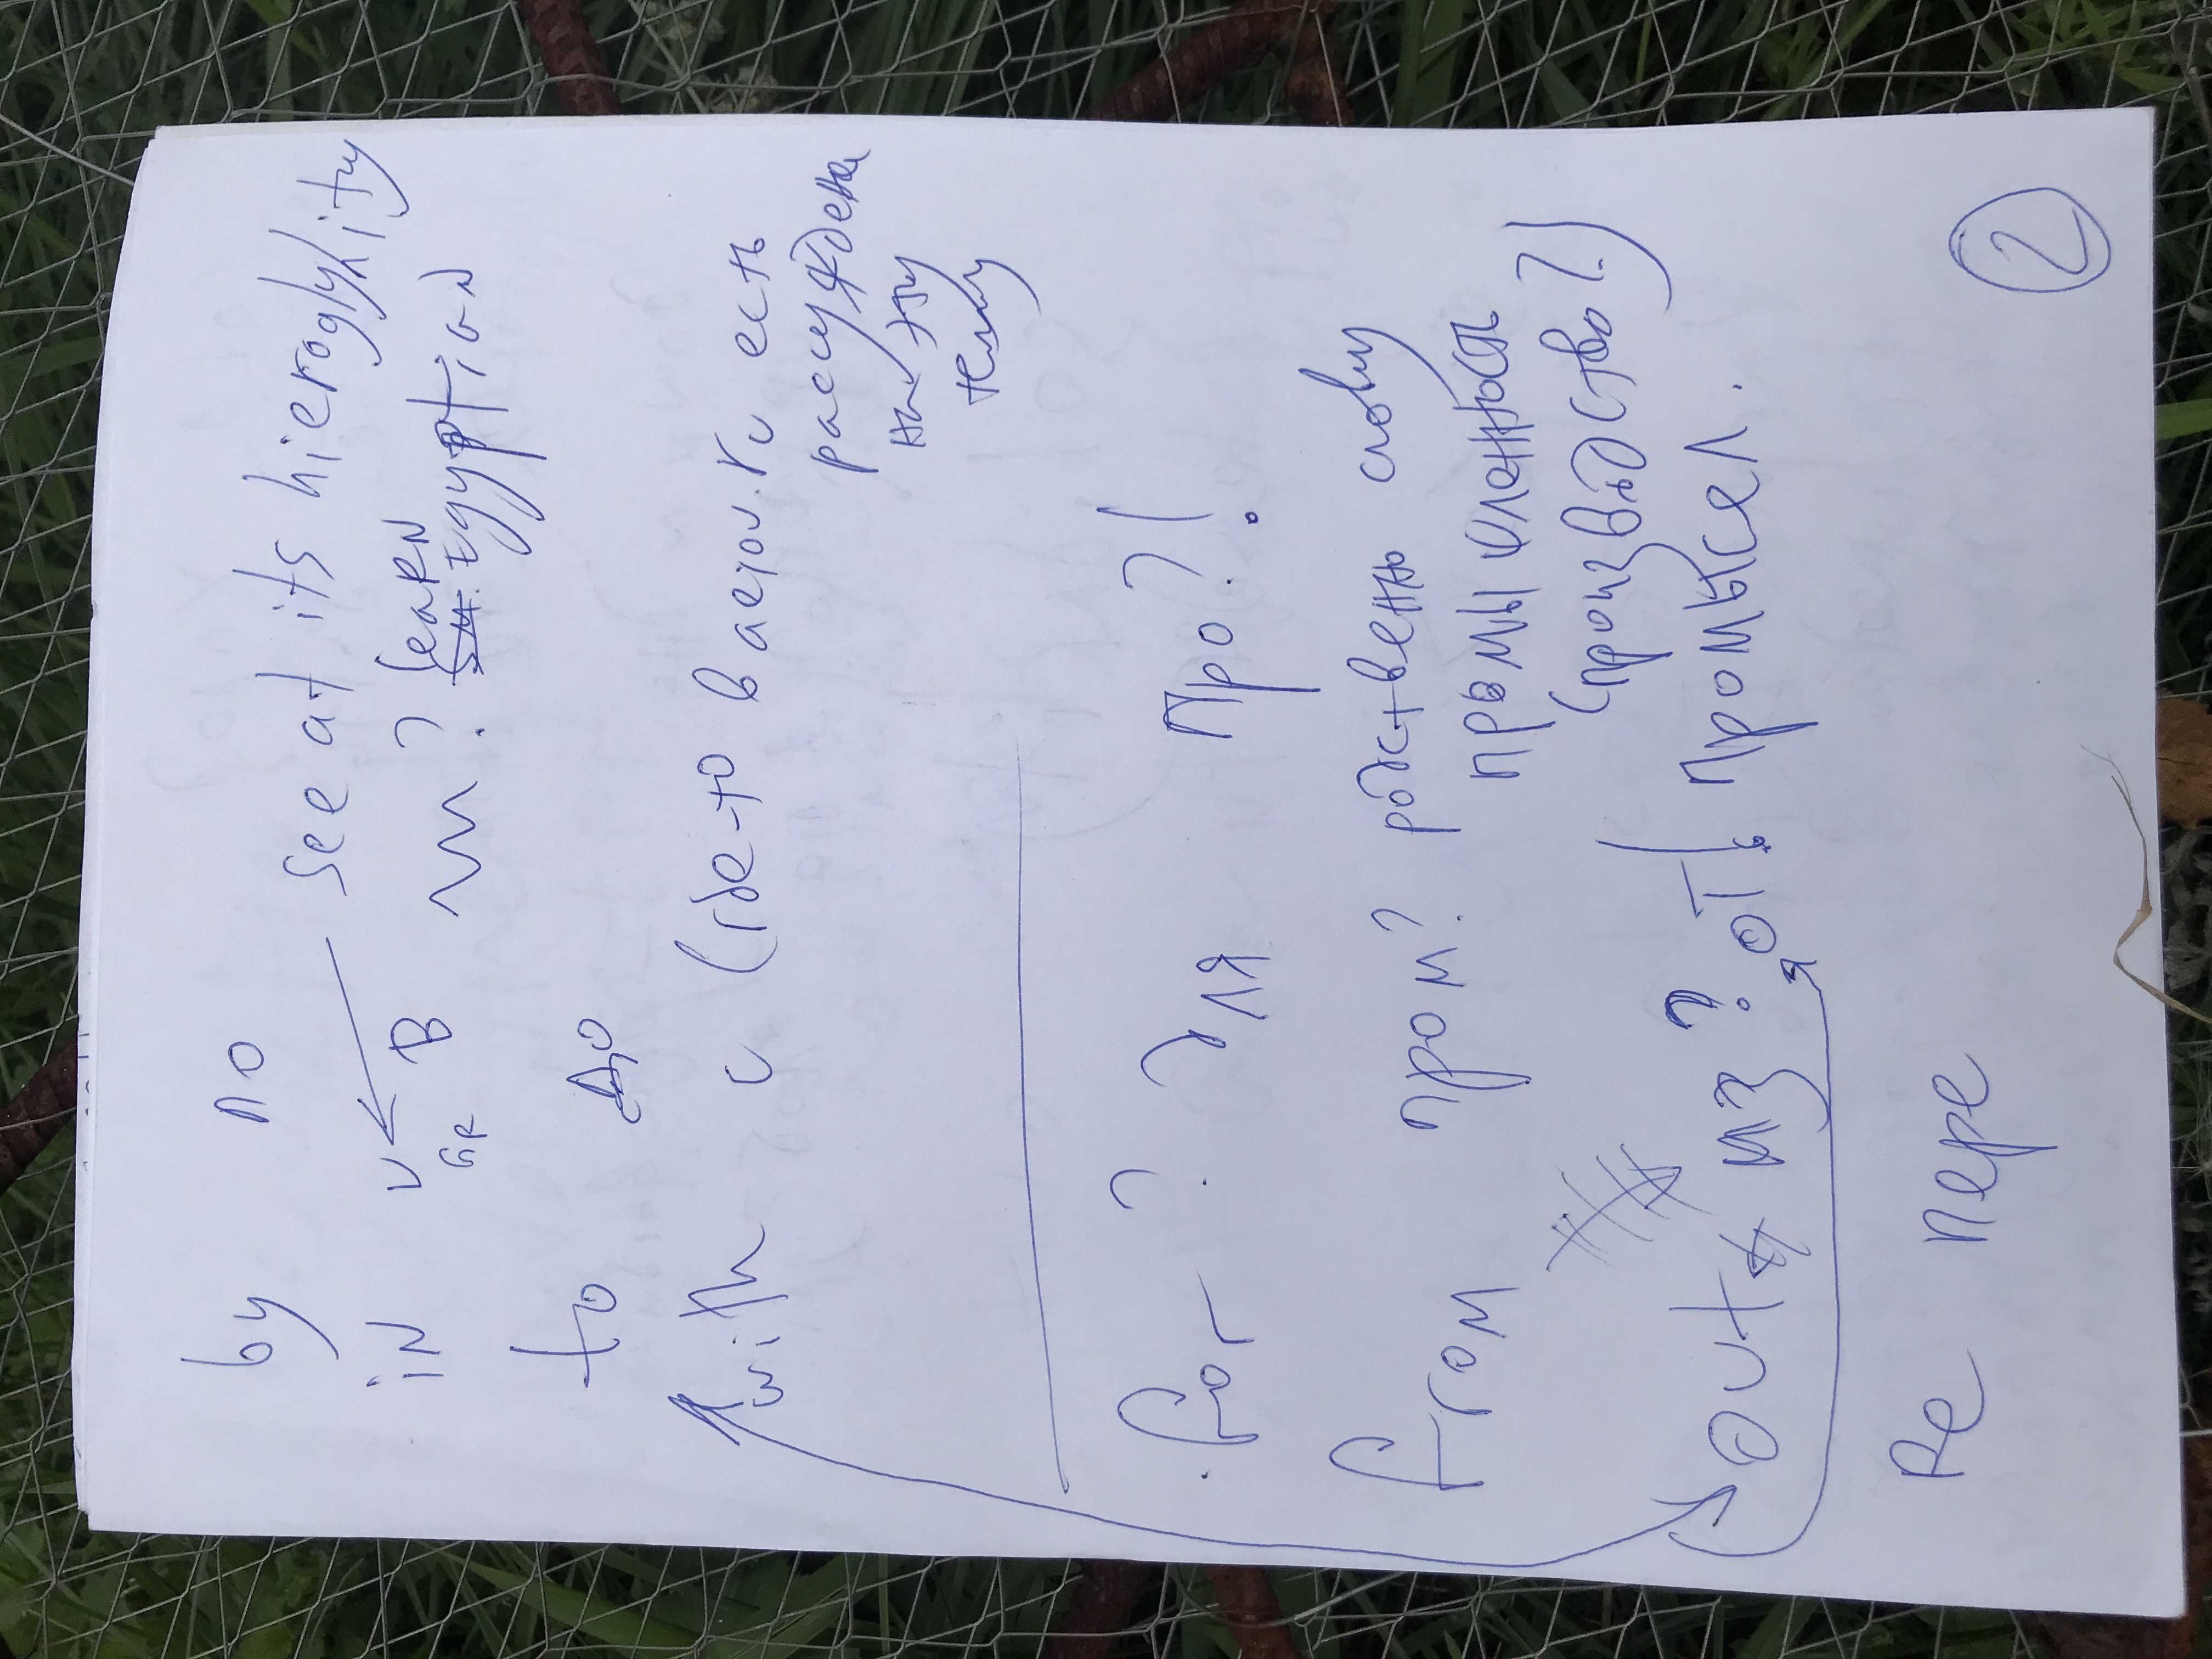 by по
see at its hieroglyhity
in ν B ? learn
GR Egyptian
to до
with с (где-то в aeiou.ru есть
рассуждения
на эту
тему
for ? для Про?!
from пром? родственно слову
промышленность
(производство?)
out из? от! Промысел.
Re пере
2